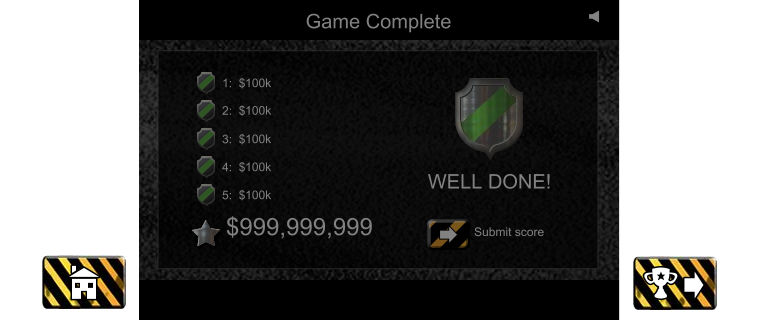 Game Complete
1: $100k
2: $100k
3: $100k
4: $100k
5: $100k
WELL DONE!
$999,999,999
Submit score